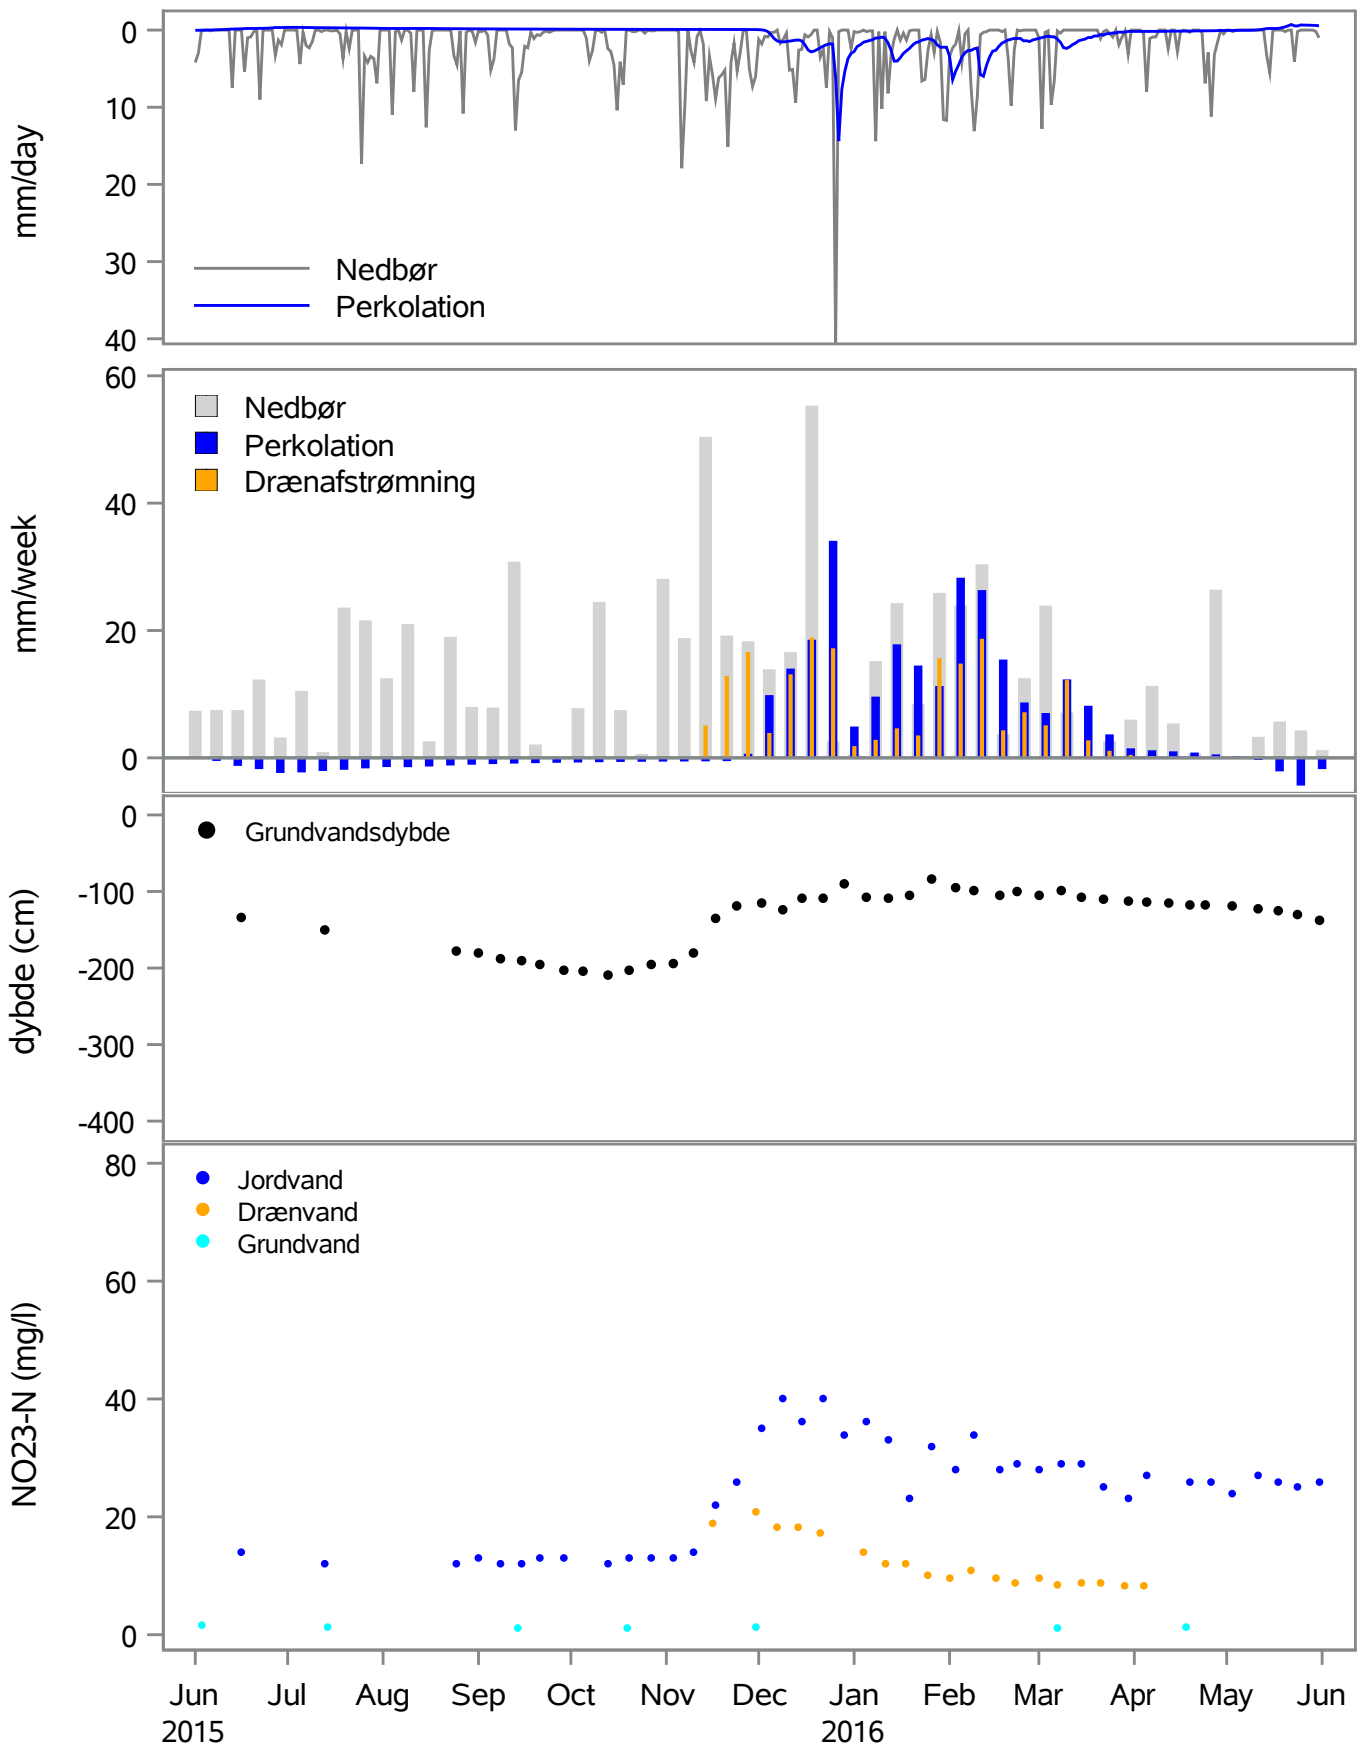 0
10
20
30
40
mm/day
Nedbør
Perkolation
60
40
20
0
mm/week
Nedbør
Perkolation
Drænafstrømning
0
-100
-200
-300
-400
dybde (cm)
Grundvandsdybde
80
60
40
20
0
NO23-N (mg/l)
Jordvand
Drænvand
Grundvand
Jun Jul Aug Sep Oct Nov Dec Jan Feb Mar Apr May Jun
2015 2016